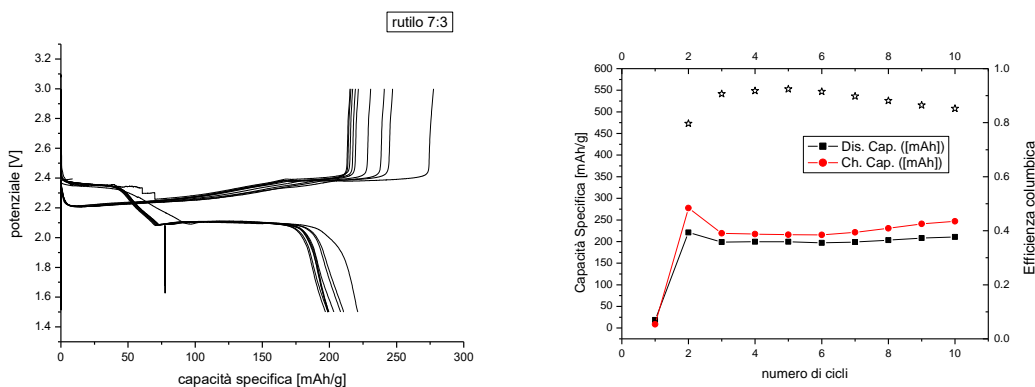 rutilo 7:3
3.2
3.0
2.8
2.6
2.4
2.2
2.0
1.8
1.6
1.4
potenziale [V]
0 50 100 150 200 250 300
capacità specifica [mAh/g]
0 2 4 6 8 10
600
550
500
450
400
350
300
250
200
150
100
50
0
Capacità Specifica [mAh/g]
Dis. Cap. ([mAh])
Ch. Cap. ([mAh])
1.0
0.8
0.6
0.4
0.2
0.0
Efficienza columbica
0 2 4 6 8 10
numero di cicli